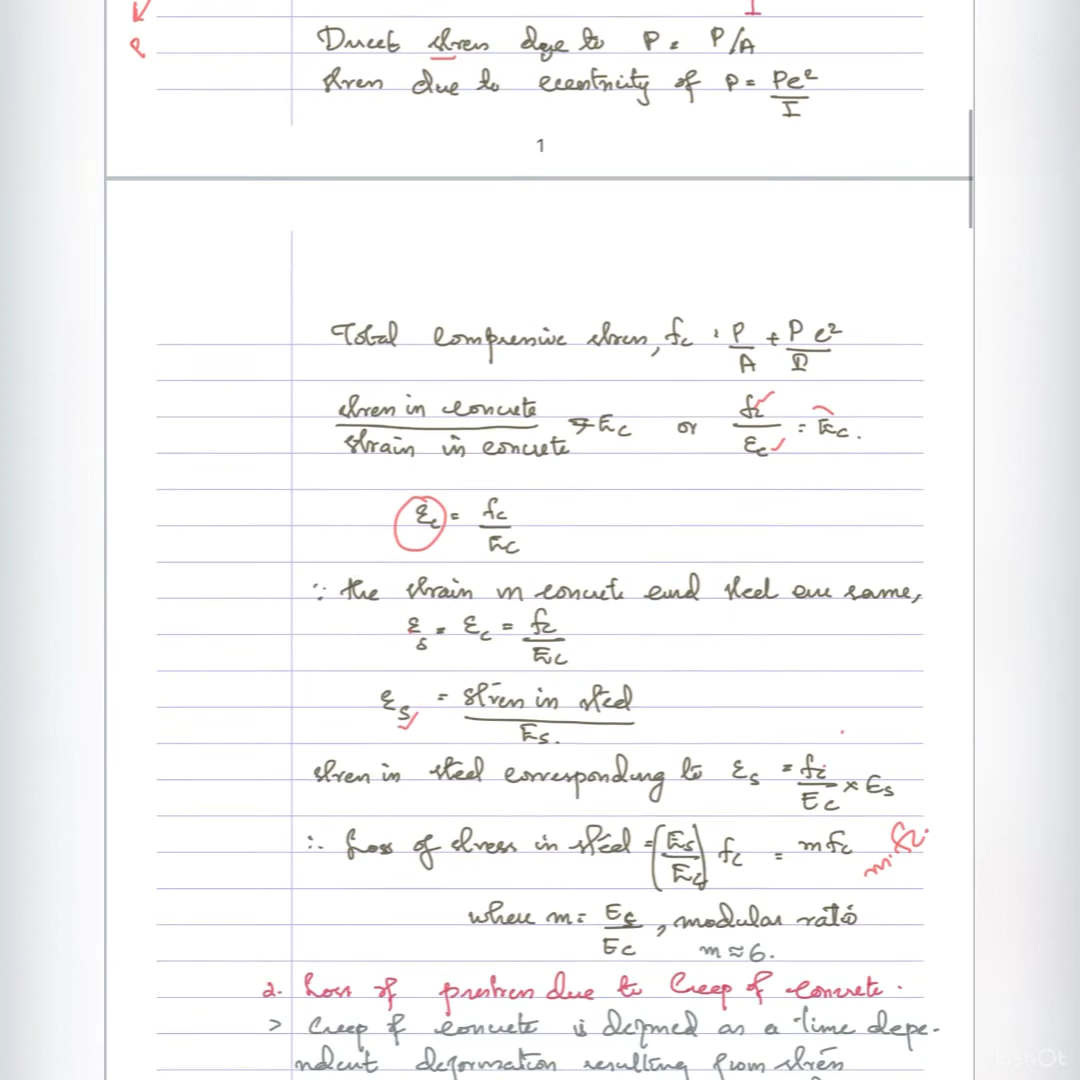 I
P
Direct stress dye to P = P/A
stress due to eccentricity of P = Pe²/I
1
Total compressive stress, fc = P/A + P e²/I
stress in concrete / strain in concrete = Ec or fc/εc = Ec.
εc = fc/Ec
∵ the strain in concrete and steel are same,
εs = εc = fc/Ec
εs = stress in steel / Es.
stress in steel corresponding to εs = fc/Ec × Es
∴ Loss of stress in steel = (Es/Ec) fc = mfc m.fc.
where m = Es/Ec, modular ratio
m ≈ 6.
2. Loss of prestress due to Creep of concrete.
> Creep of concrete is defined as a time depe-
ndent deformation resulting from stress